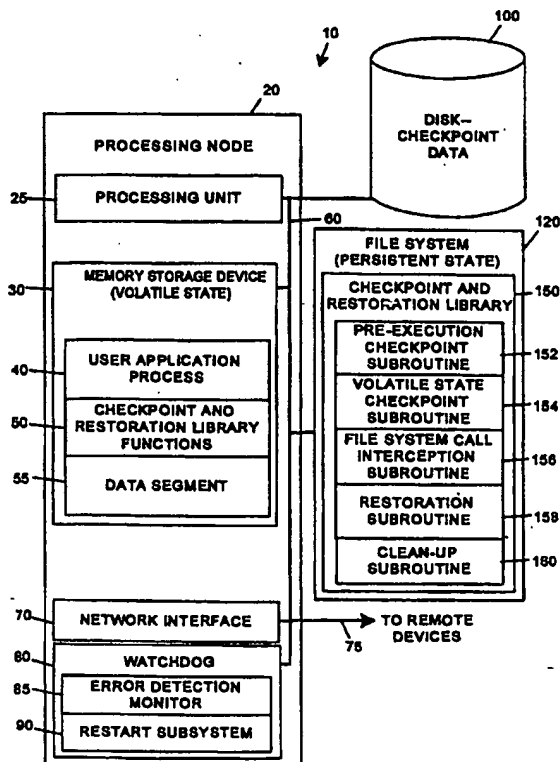 100
10
20
PROCESSING NODE
DISK-
CHECKPOINT
DATA
25
PROCESSING UNIT
60
120
FILE SYSTEM
(PERSISTENT STATE)
30
MEMORY STORAGE DEVICE
(VOLATILE STATE)
CHECKPOINT AND
RESTORATION LIBRARY
150
PRE-EXECUTION
CHECKPOINT
SUBROUTINE
152
40
USER APPLICATION
PROCESS
VOLATILE STATE
CHECKPOINT
SUBROUTINE
154
50
CHECKPOINT AND
RESTORATION LIBRARY
FUNCTIONS
FILE SYSTEM CALL
INTERCEPTION
SUBROUTINE
156
55
DATA SEGMENT
RESTORATION
SUBROUTINE
158
CLEAN-UP
SUBROUTINE
160
70
NETWORK INTERFACE
75
TO REMOTE
DEVICES
80
WATCHDOG
85
ERROR DETECTION
MONITOR
90
RESTART SUBSYSTEM